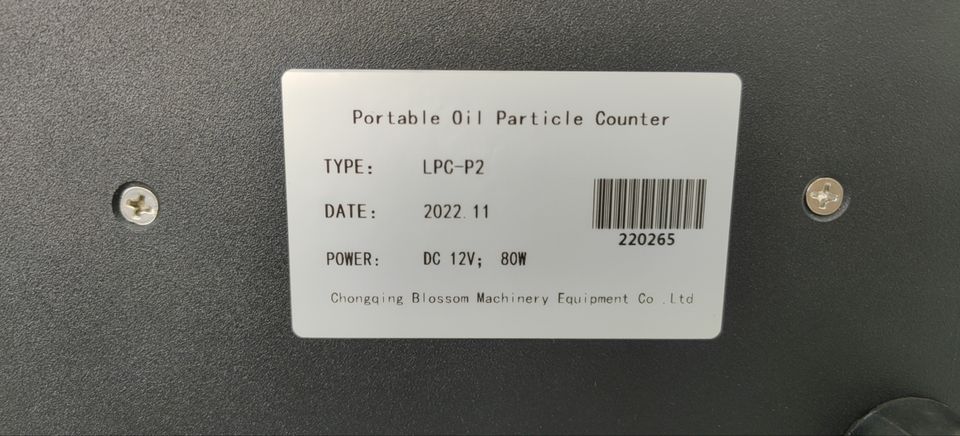 Portable Oil Particle Counter
TYPE: LPC-P2
DATE: 2022.11
220265
POWER: DC 12V; 80W
Chongqing Blossom Machinery Equipment Co .Ltd